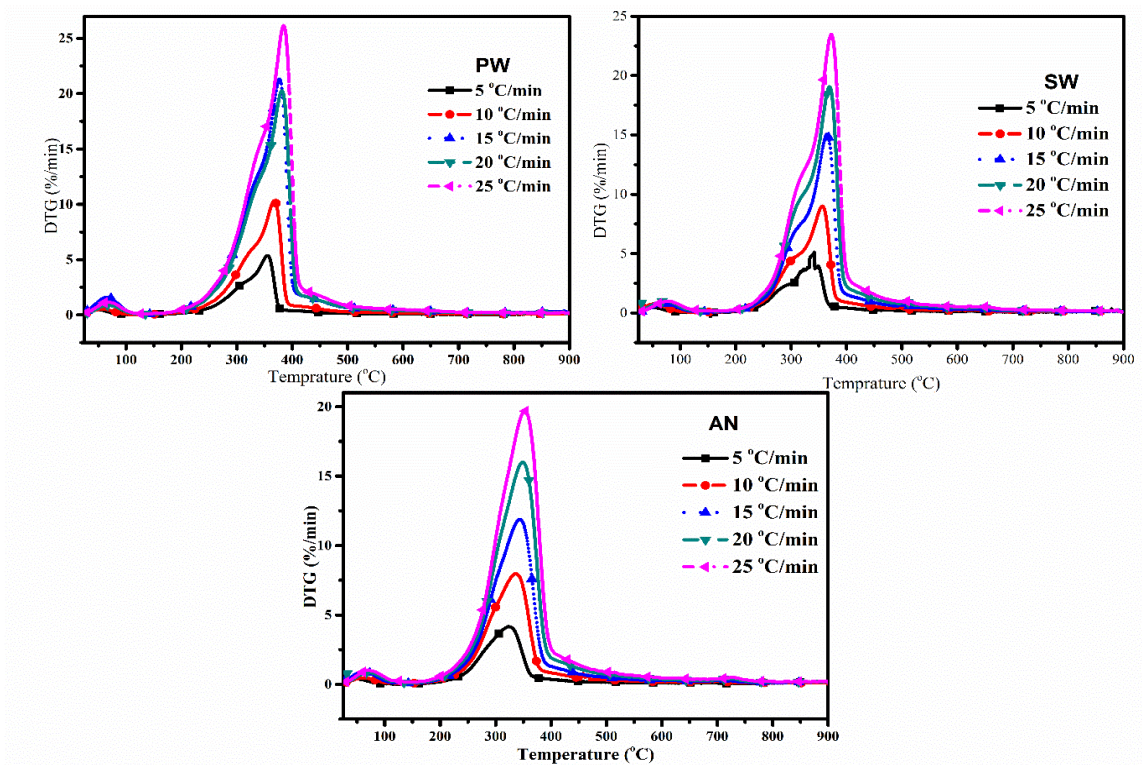 PW
5 °C/min
10 °C/min
15 °C/min
20 °C/min
25 °C/min
DTG (%/min)
25
20
15
10
5
0
100 200 300 400 500 600 700 800 900
Temprature (°C)
SW
5 °C/min
10 °C/min
15 °C/min
20 °C/min
25 °C/min
DTG (%/min)
25
20
15
10
5
0
100 200 300 400 500 600 700 800 900
Temprature (°C)
AN
5 °C/min
10 °C/min
15 °C/min
20 °C/min
25 °C/min
DTG (%/min)
20
15
10
5
0
100 200 300 400 500 600 700 800 900
Temperature (°C)